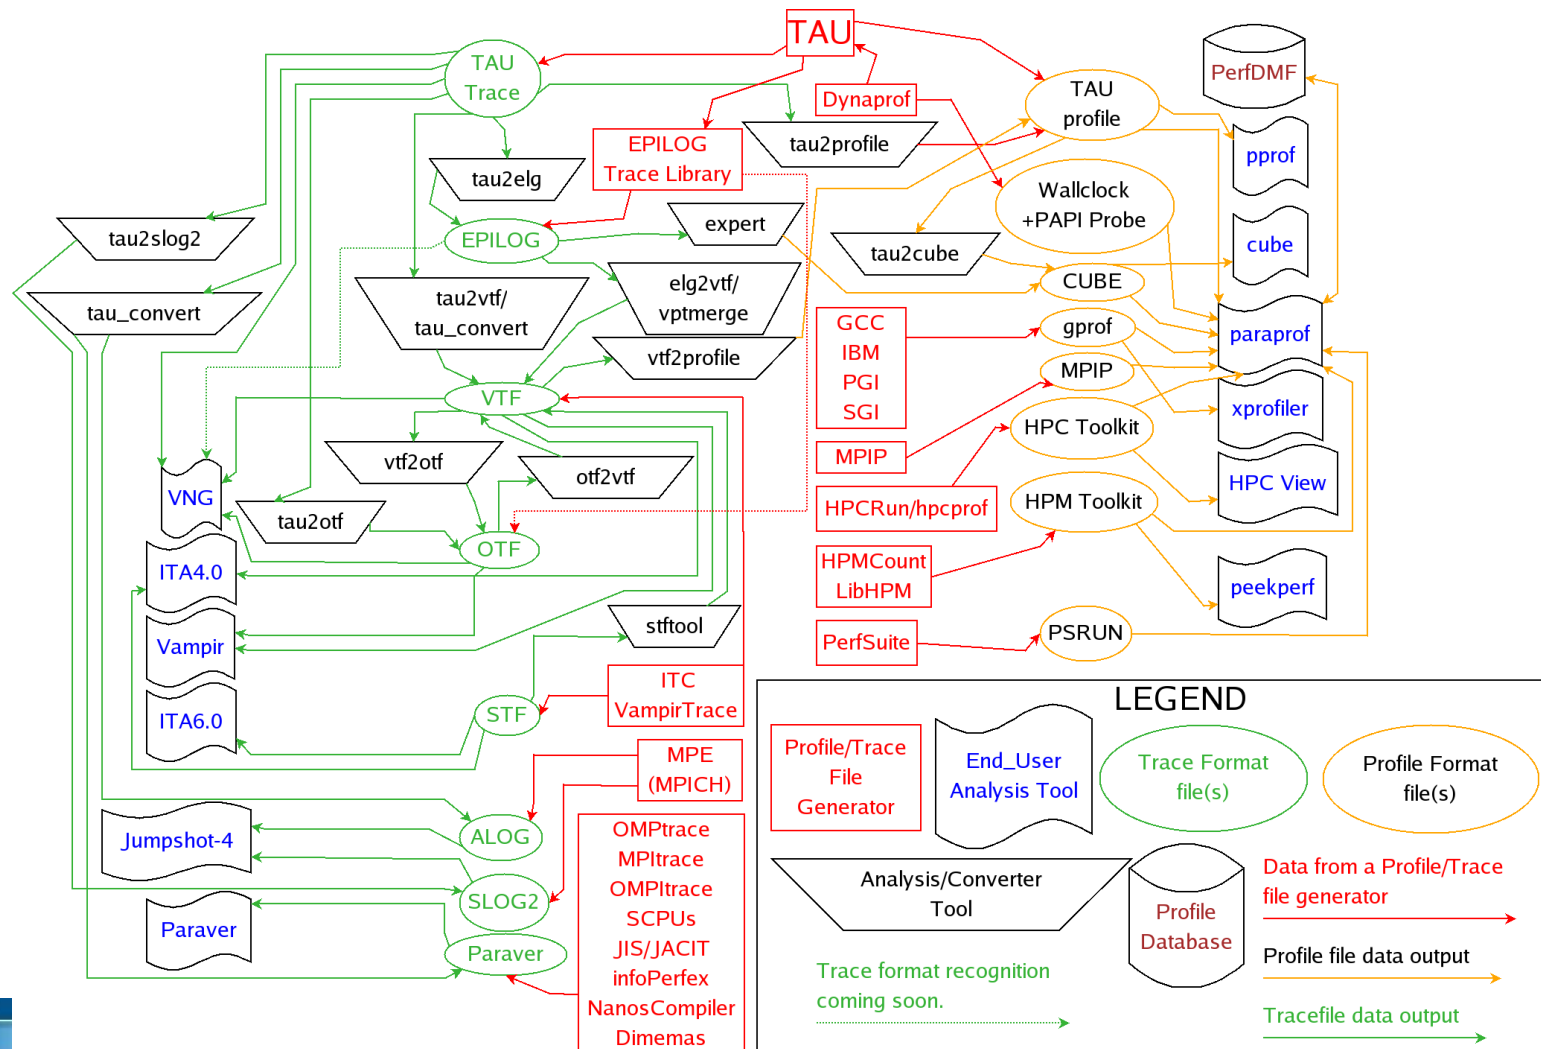 TAU
TAU
Trace
Dynaprof
TAU
profile
PerfDMF
EPILOG
Trace Library
tau2profile
pprof
tau2elg
Wallclock
+PAPI Probe
tau2slog2
EPILOG
expert
tau2cube
cube
tau_convert
tau2vtf/
tau_convert
elg2vtf/
vptmerge
CUBE
GCC
IBM
PGI
SGI
gprof
paraprof
vtf2profile
MPIP
VTF
xprofiler
HPC Toolkit
vtf2otf
otf2vtf
MPIP
HPC View
VNG
tau2otf
HPCRun/hpcprof
HPM Toolkit
OTF
ITA4.0
HPMCount
LibHPM
peekperf
Vampir
stftool
PerfSuite
PSRUN
ITA6.0
STF
ITC
VampirTrace
MPE
(MPICH)
Jumpshot-4
ALOG
SLOG2
Paraver
Paraver
OMPtrace
MPItrace
OMPItrace
SCPUs
JIS/JACIT
infoPerfex
NanosCompiler
Dimemas
LEGEND
Profile/Trace
File
Generator
End_User
Analysis Tool
Trace Format
file(s)
Profile Format
file(s)
Analysis/Converter
Tool
Profile
Database
Data from a Profile/Trace
file generator
Profile file data output
Trace format recognition
coming soon.
Tracefile data output